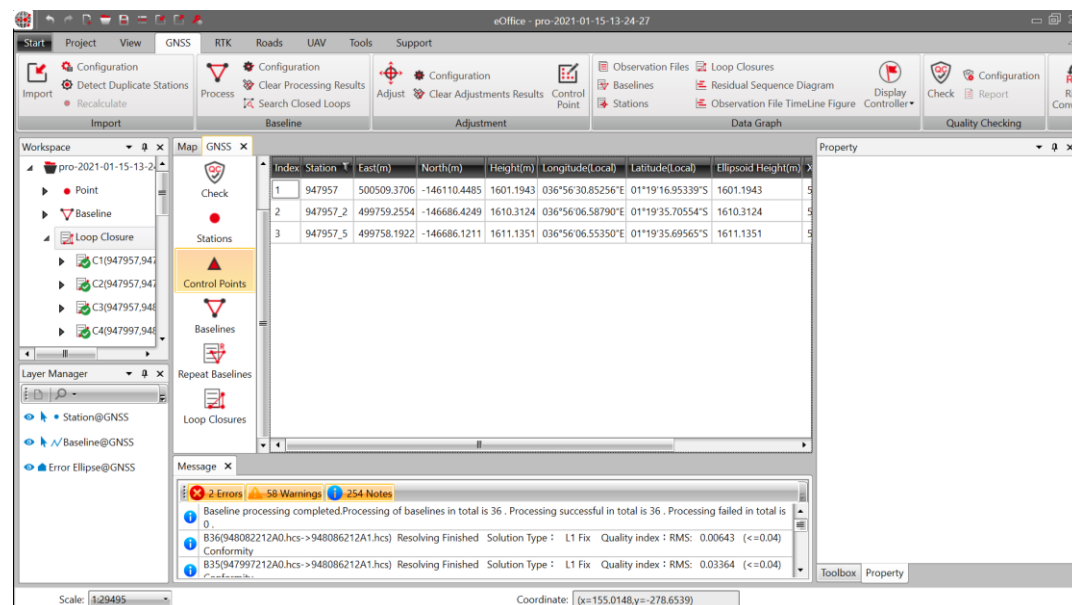 eOffice - pro-2021-01-15-13-24-27
Start Project View GNSS RTK Roads UAV Tools Support
Import
Configuration
Detect Duplicate Stations
Recalculate
Import
Process
Configuration
Clear Processing Results
Search Closed Loops
Baseline
Adjust
Configuration
Clear Adjustments Results
Control Point
Adjustment
Observation Files
Baselines
Stations
Loop Closures
Residual Sequence Diagram
Observation File TimeLine Figure
Display Controller
Data Graph
Check
Configuration
Report
Quality Checking
Workspace
pro-2021-01-15-13-2
Point
Baseline
Loop Closure
C1(947957,947
C2(947957,947
C3(947957,948
C4(947997,948
Layer Manager
Station@GNSS
Baseline@GNSS
Error Ellipse@GNSS
Map GNSS
QC
Check
Stations
Control Points
Baselines
Repeat Baselines
Loop Closures
Index Station East(m) North(m) Height(m) Longitude(Local) Latitude(Local) Ellipsoid Height(m) X
1 947957 500509.3706 -146110.4485 1601.1943 036°56'30.85256"E 01°19'16.95339"S 1601.1943 5
2 947957_2 499759.2554 -146686.4249 1610.3124 036°56'06.58790"E 01°19'35.70554"S 1610.3124 5
3 947957_5 499758.1922 -146686.1211 1611.1351 036°56'06.55350"E 01°19'35.69565"S 1611.1351 5
Message
2 Errors 58 Warnings 254 Notes
Baseline processing completed.Processing of baselines in total is 36 . Processing successful in total is 36 . Processing failed in total is
0 .
B36(948082212A0.hcs->948086212A1.hcs) Resolving Finished Solution Type： L1 Fix Quality index：RMS: 0.00643 (<=0.04)
Conformity
B35(947997212A1.hcs->948086212A1.hcs) Resolving Finished Solution Type： L1 Fix Quality index：RMS: 0.03364 (<=0.04)
Property
Toolbox Property
Scale: 1:29495
Coordinate: (x=155.0148,y=-278.6539)